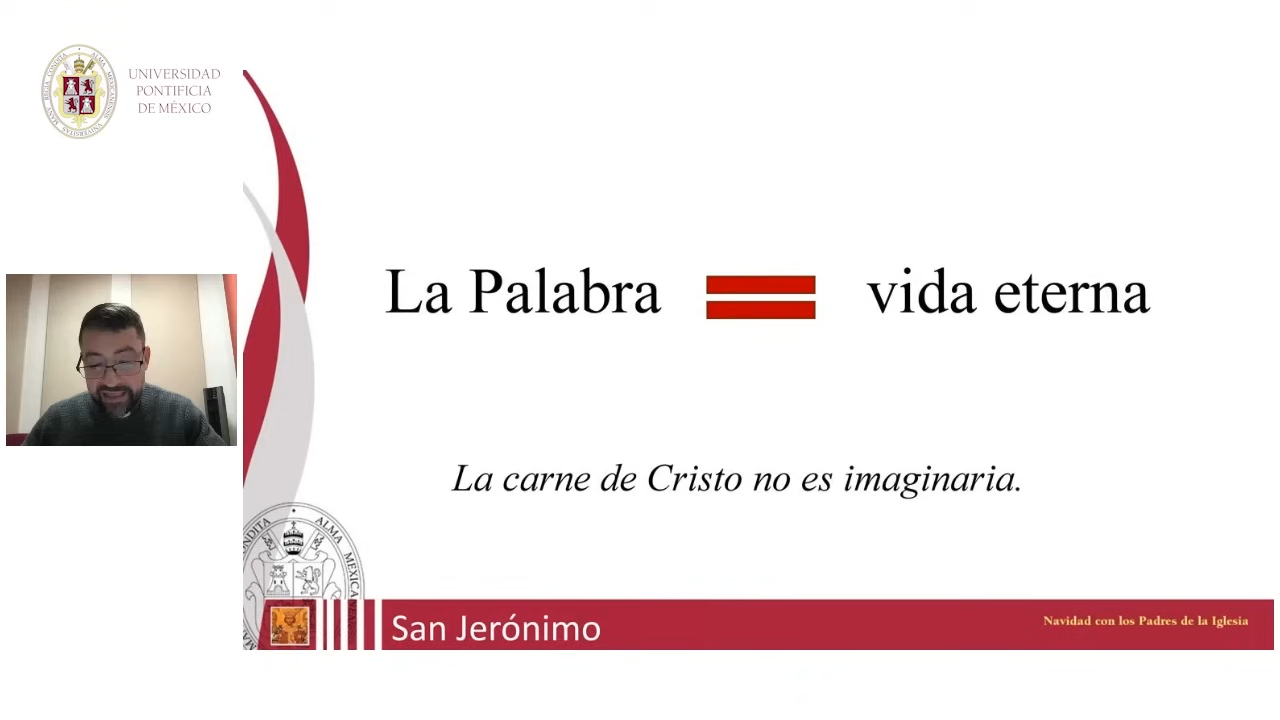 UNIVERSIDAD
PONTIFICIA
DE MÉXICO
La Palabra = vida eterna
La carne de Cristo no es imaginaria.
San Jerónimo
Navidad con los Padres de la Iglesia